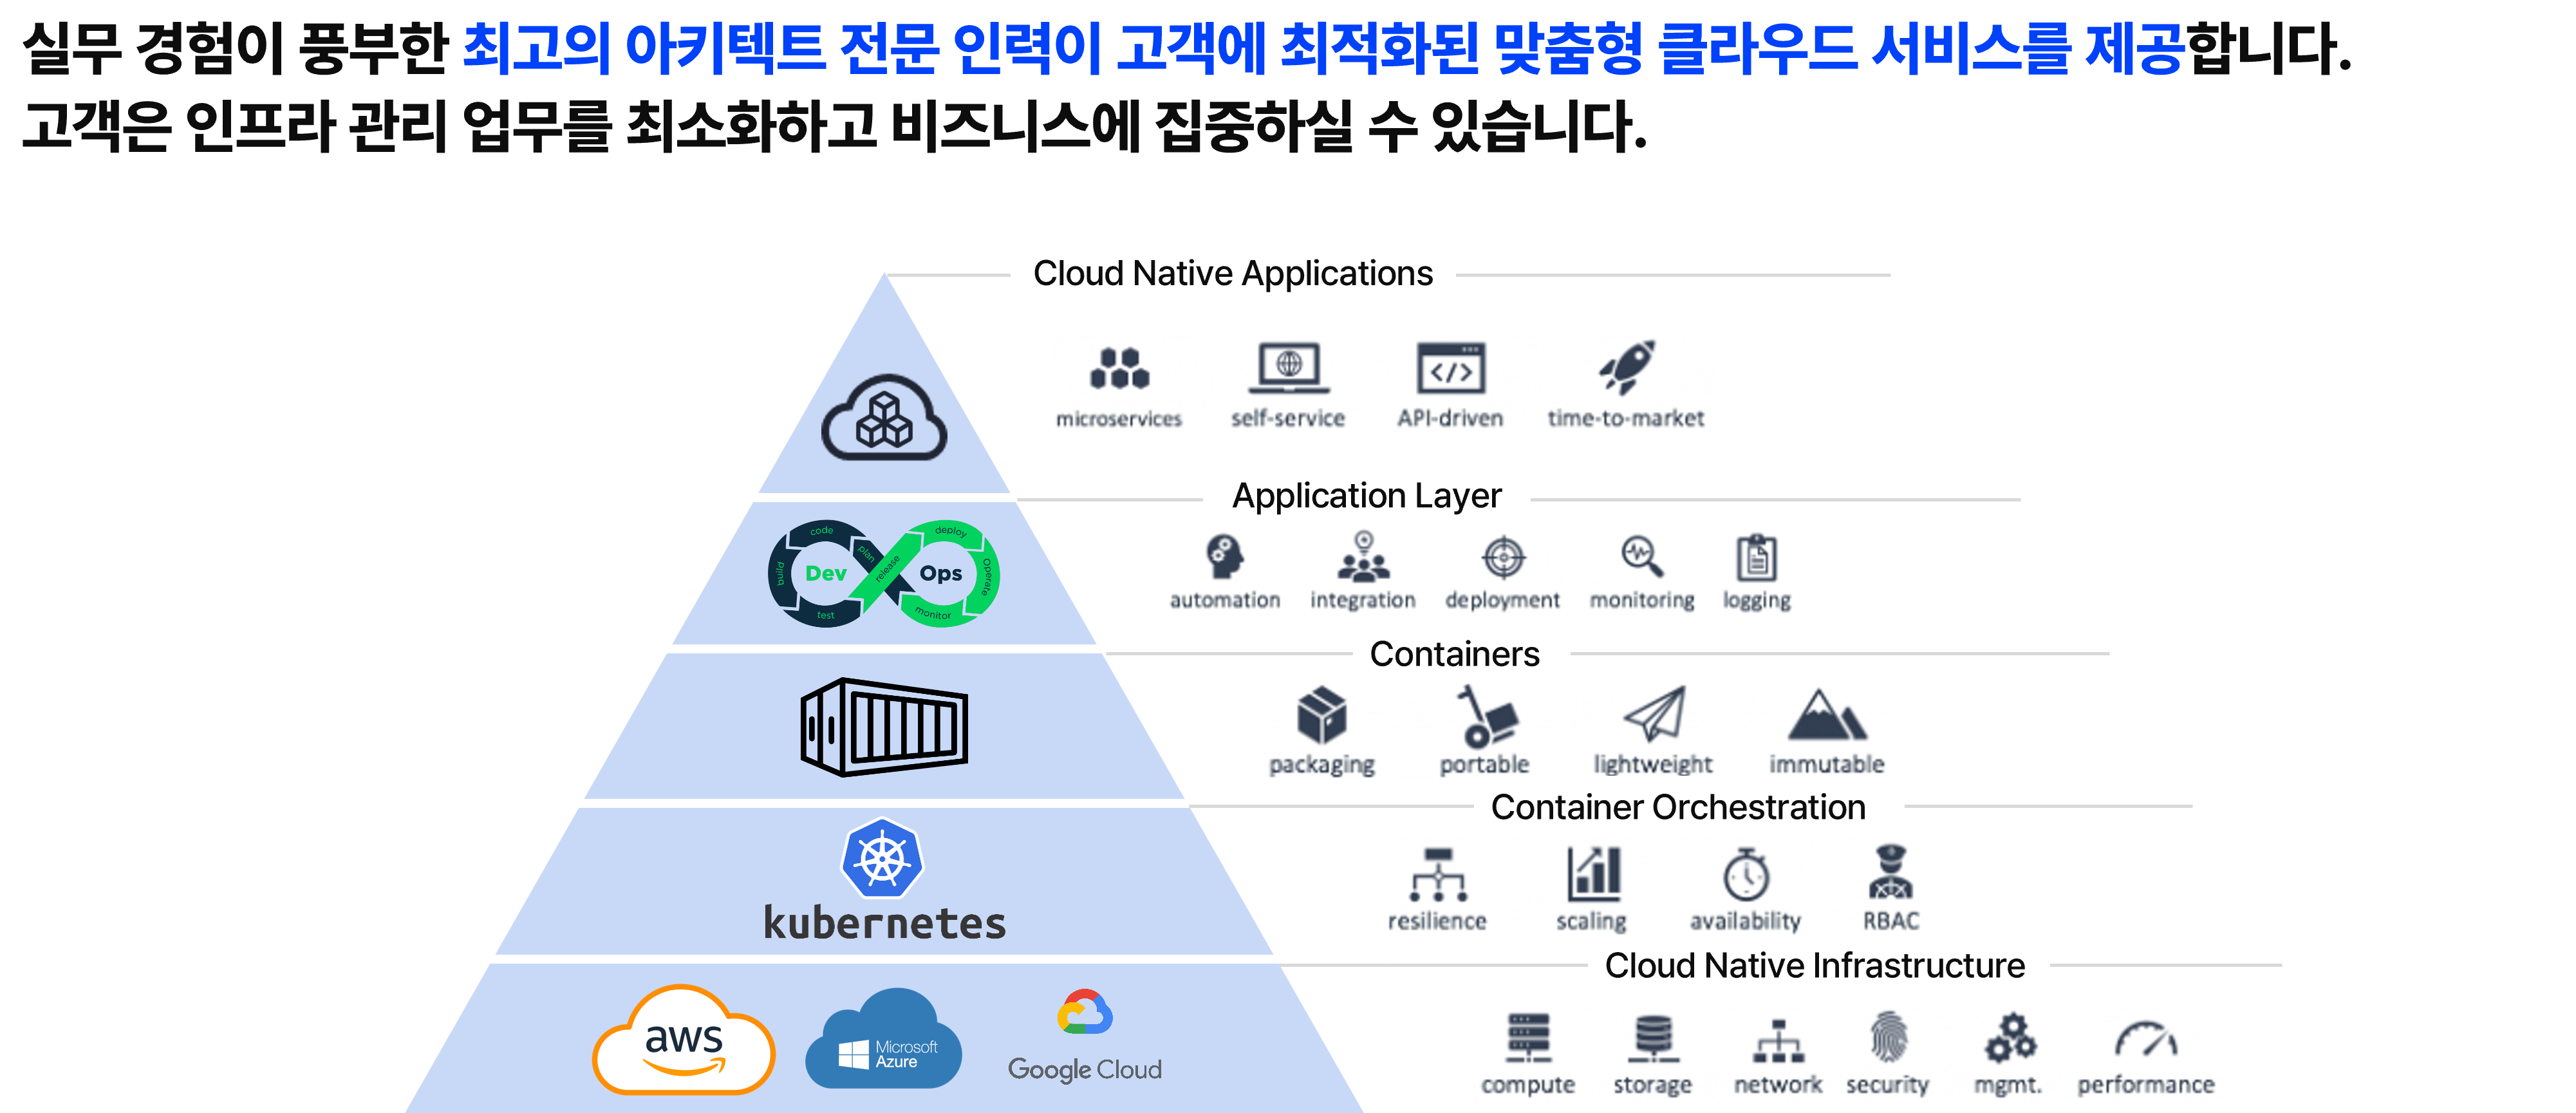 실무 경험이 풍부한 최고의 아키텍트 전문 인력이 고객에 최적화된 맞춤형 클라우드 서비스를 제공합니다.
고객은 인프라 관리 업무를 최소화하고 비즈니스에 집중하실 수 있습니다.
Cloud Native Applications
microservices self-service API-driven time-to-market
Application Layer
code plan build test Dev release deploy Operate monitor Ops
automation integration deployment monitoring logging
Containers
packaging portable lightweight immutable
Container Orchestration
kubernetes
resilience scaling availability RBAC
Cloud Native Infrastructure
aws
Microsoft
Azure
Google Cloud
compute storage network security mgmt. performance